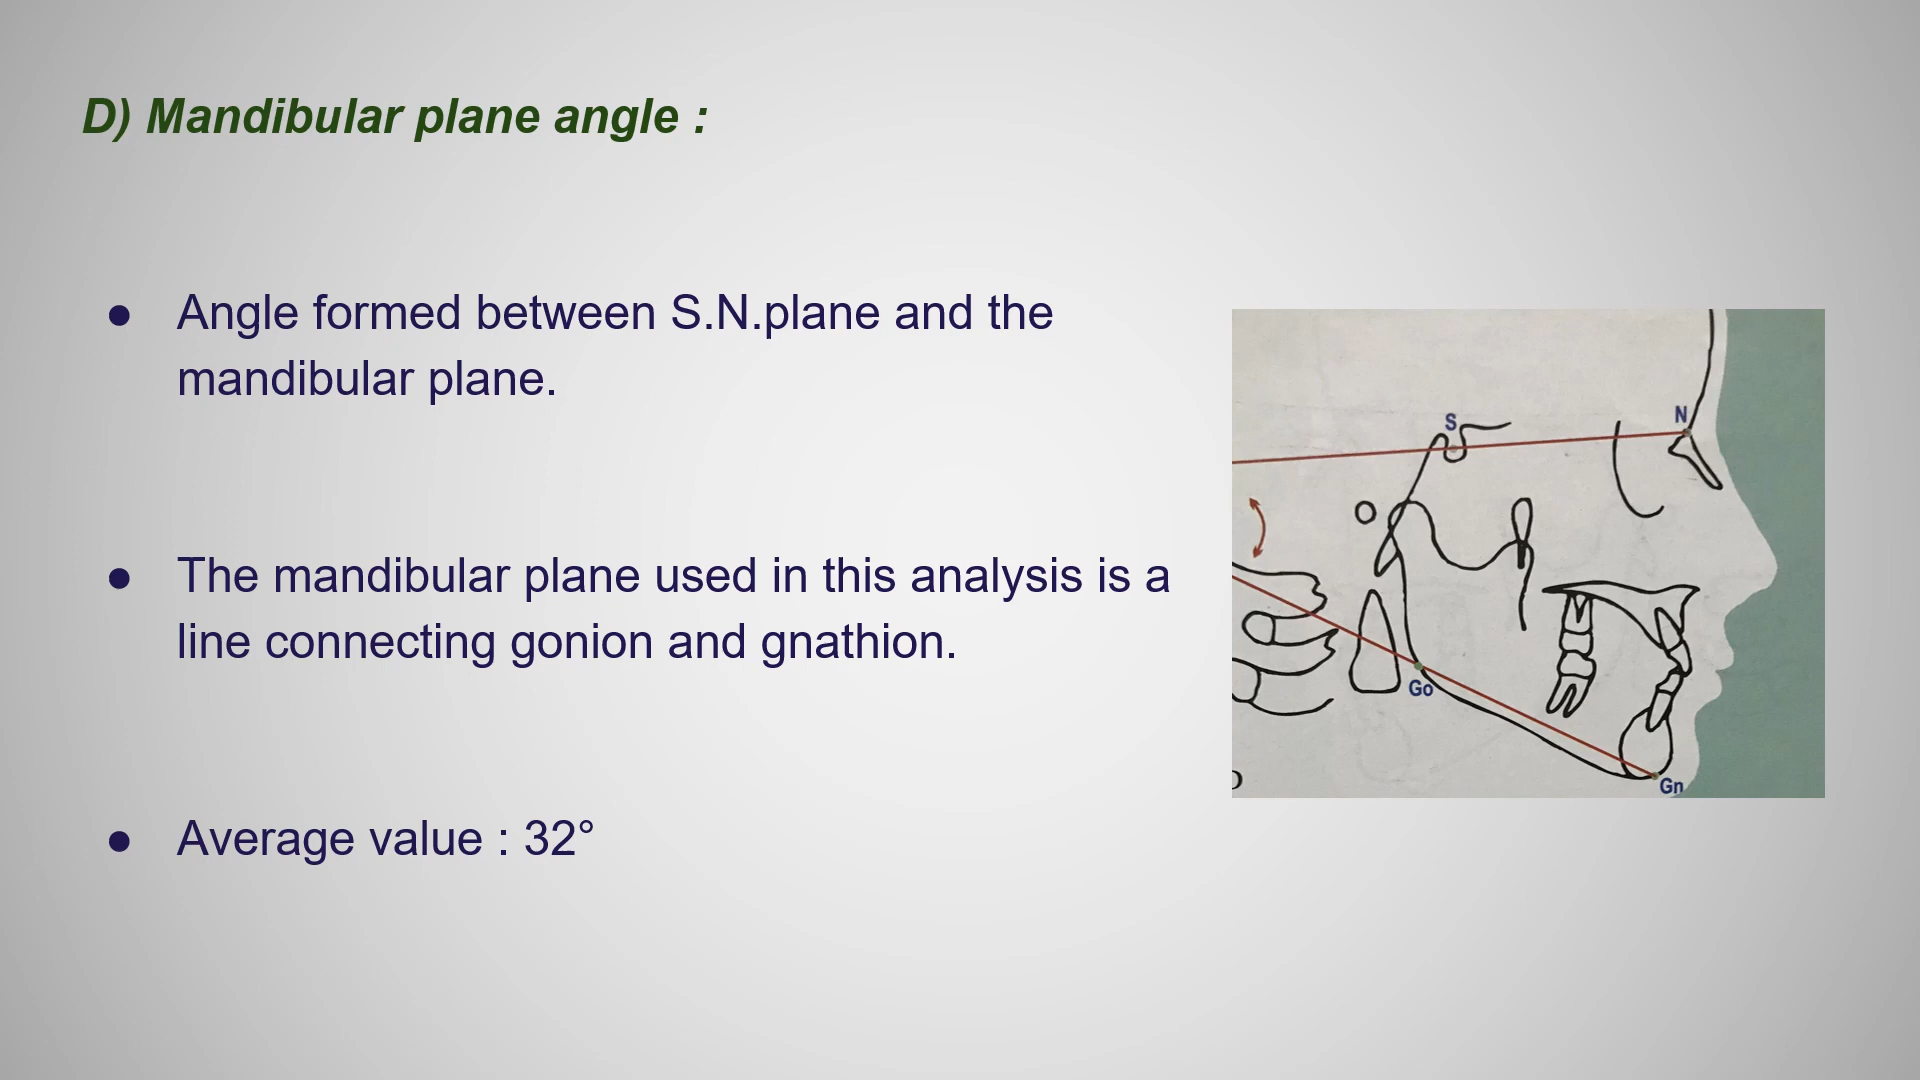 D) Mandibular plane angle :
● Angle formed between S.N.plane and the
mandibular plane.
● The mandibular plane used in this analysis is a
line connecting gonion and gnathion.
● Average value : 32°
S
N
Go
Gn